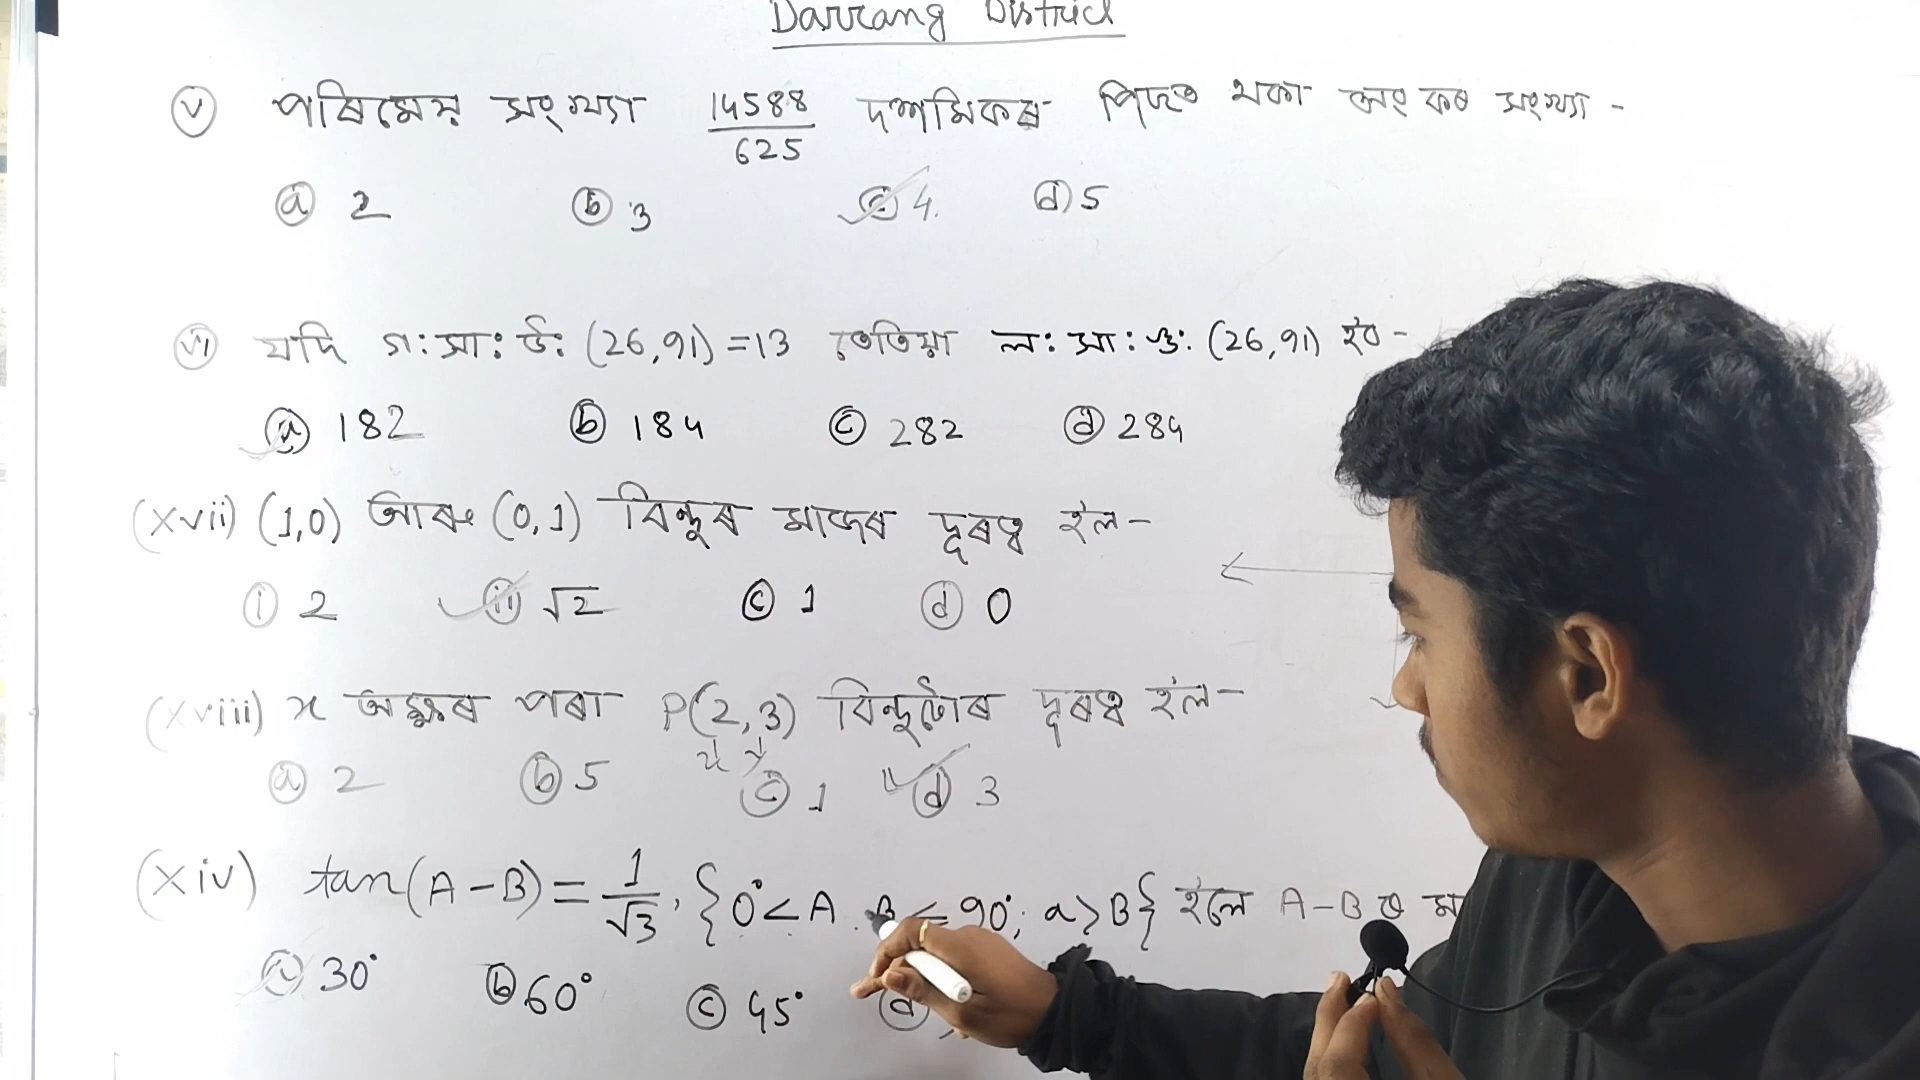 Darrang District
(v) পৰিমেয় সংখ্যা 14588/625 দশমিকৰ পিছত থকা অংকৰ সংখ্যা -
(a) 2 (b) 3 (c) 4. (d) 5
(vi) যদি গ: সা: উ: (26,91) = 13 তেতিয়া ল: সা: গু: (26,91) হ'ব -
(a) 182 (b) 184 (c) 282 (d) 284
(xvii) (1,0) আৰু (0,1) বিন্দুৰ মাজৰ দূৰত্ব হ'ল -
(i) 2 (ii) √2 (c) 1 (d) 0
(xviii) x অক্ষৰ পৰা P(2,3) বিন্দুটোৰ দূৰত্ব হ'ল -
x y
(a) 2 (b) 5 (c) 1 (d) 3
(xiv) tan(A-B) = 1/√3, {0° < A B ≤ 90°; a > B} হ'লে A-B ৰ
(a) 30° (b) 60° (c) 45° (d)